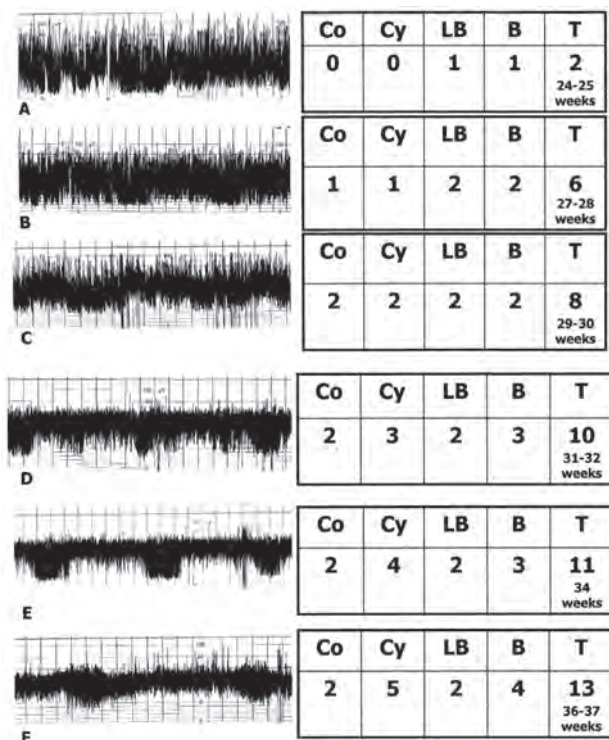 Co Cy LB B T
0 0 1 1 2
24-25
weeks
A
Co Cy LB B T
1 1 2 2 6
27-28
weeks
B
Co Cy LB B T
2 2 2 2 8
29-30
weeks
C
Co Cy LB B T
2 3 2 3 10
31-32
weeks
D
Co Cy LB B T
2 4 2 3 11
34
weeks
E
Co Cy LB B T
2 5 2 4 13
36-37
weeks
F